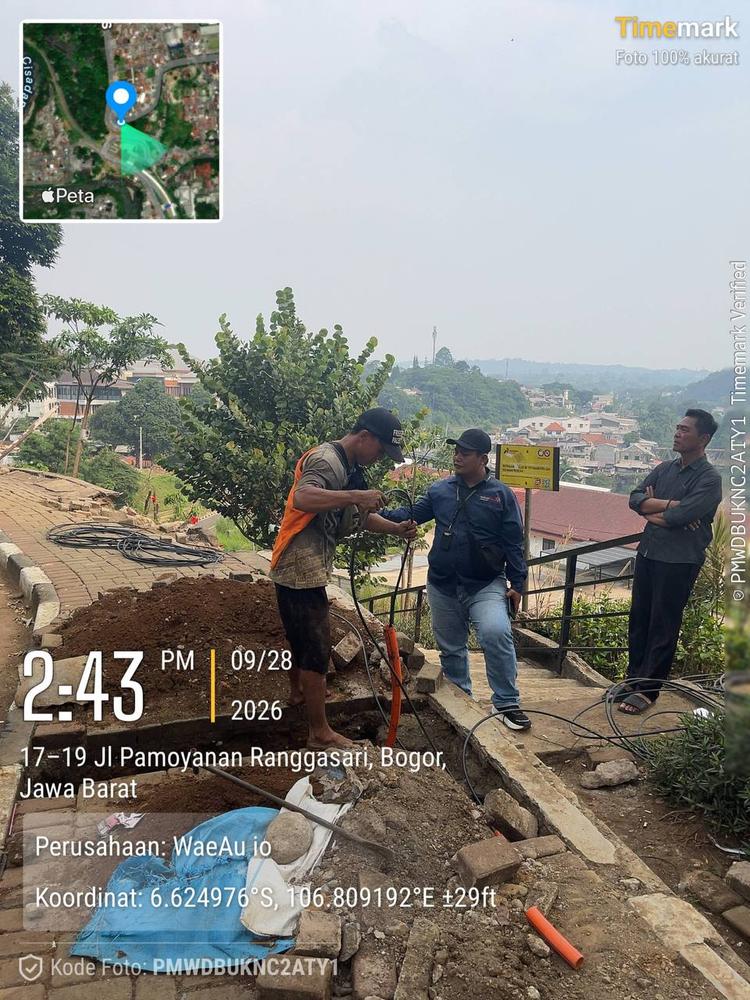 Timemark
Foto 100% akurat
Cisadan
Peta
PMWDBUKNC2ATY1 Timemark Verified
2:43 PM
09/28
2026
17–19 Jl Pamoyanan Ranggasari, Bogor,
Jawa Barat
Perusahaan: WaeAu io
Koordinat: 6.624976°S, 106.809192°E ±29ft
Kode Foto: PMWDBUKNC2ATY1